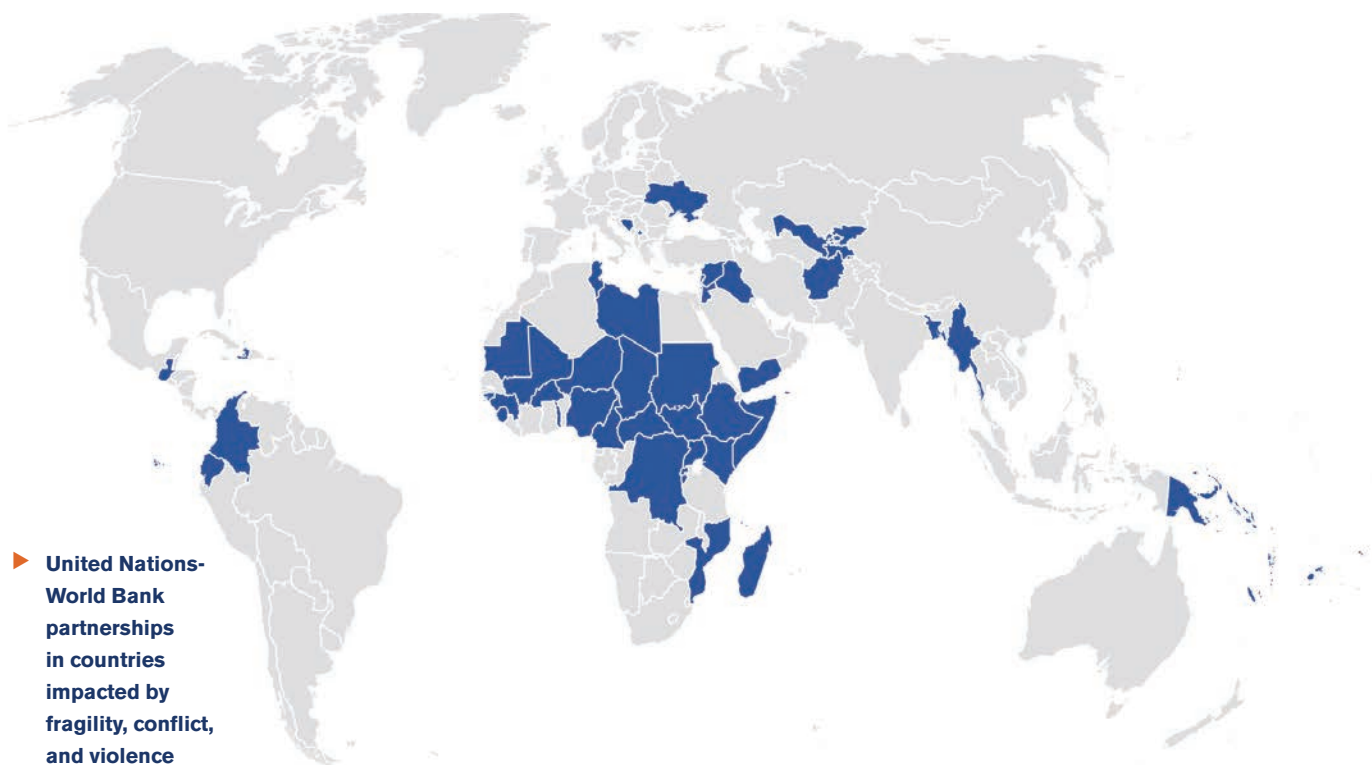 United Nations-
World Bank
partnerships
in countries
impacted by
fragility, conflict,
and violence